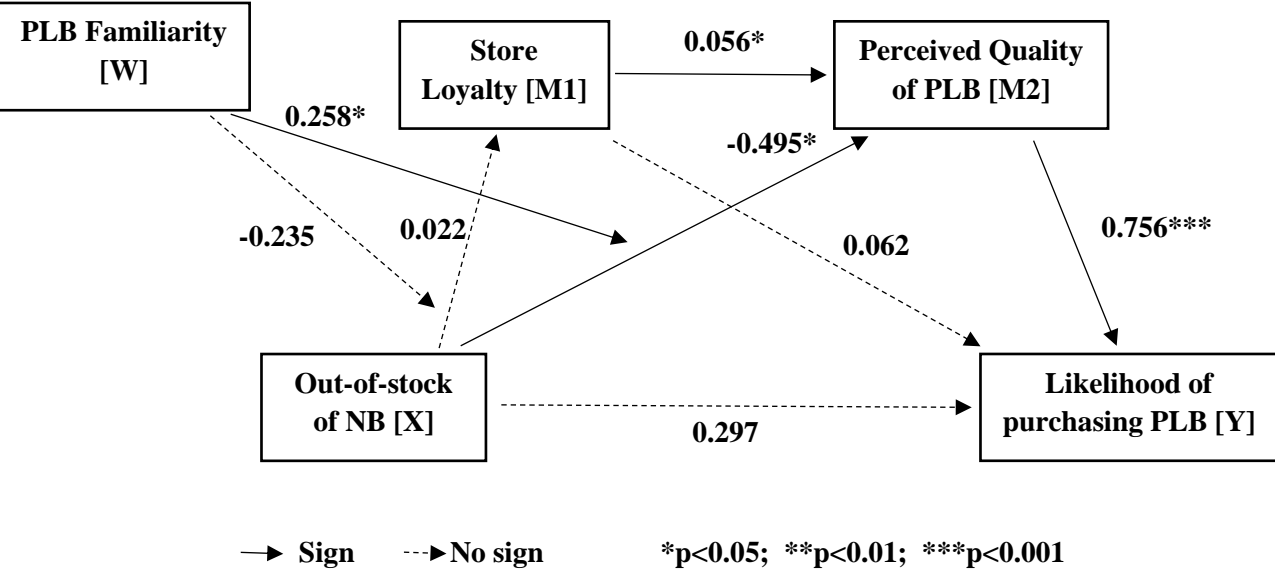 PLB Familiarity
[W]
Store
Loyalty [M1]
0.056*
Perceived Quality
of PLB [M2]
0.258*
-0.495*
-0.235
0.022
0.062
0.756***
Out-of-stock
of NB [X]
0.297
Likelihood of
purchasing PLB [Y]
Sign
No sign
*p<0.05; **p<0.01; ***p<0.001